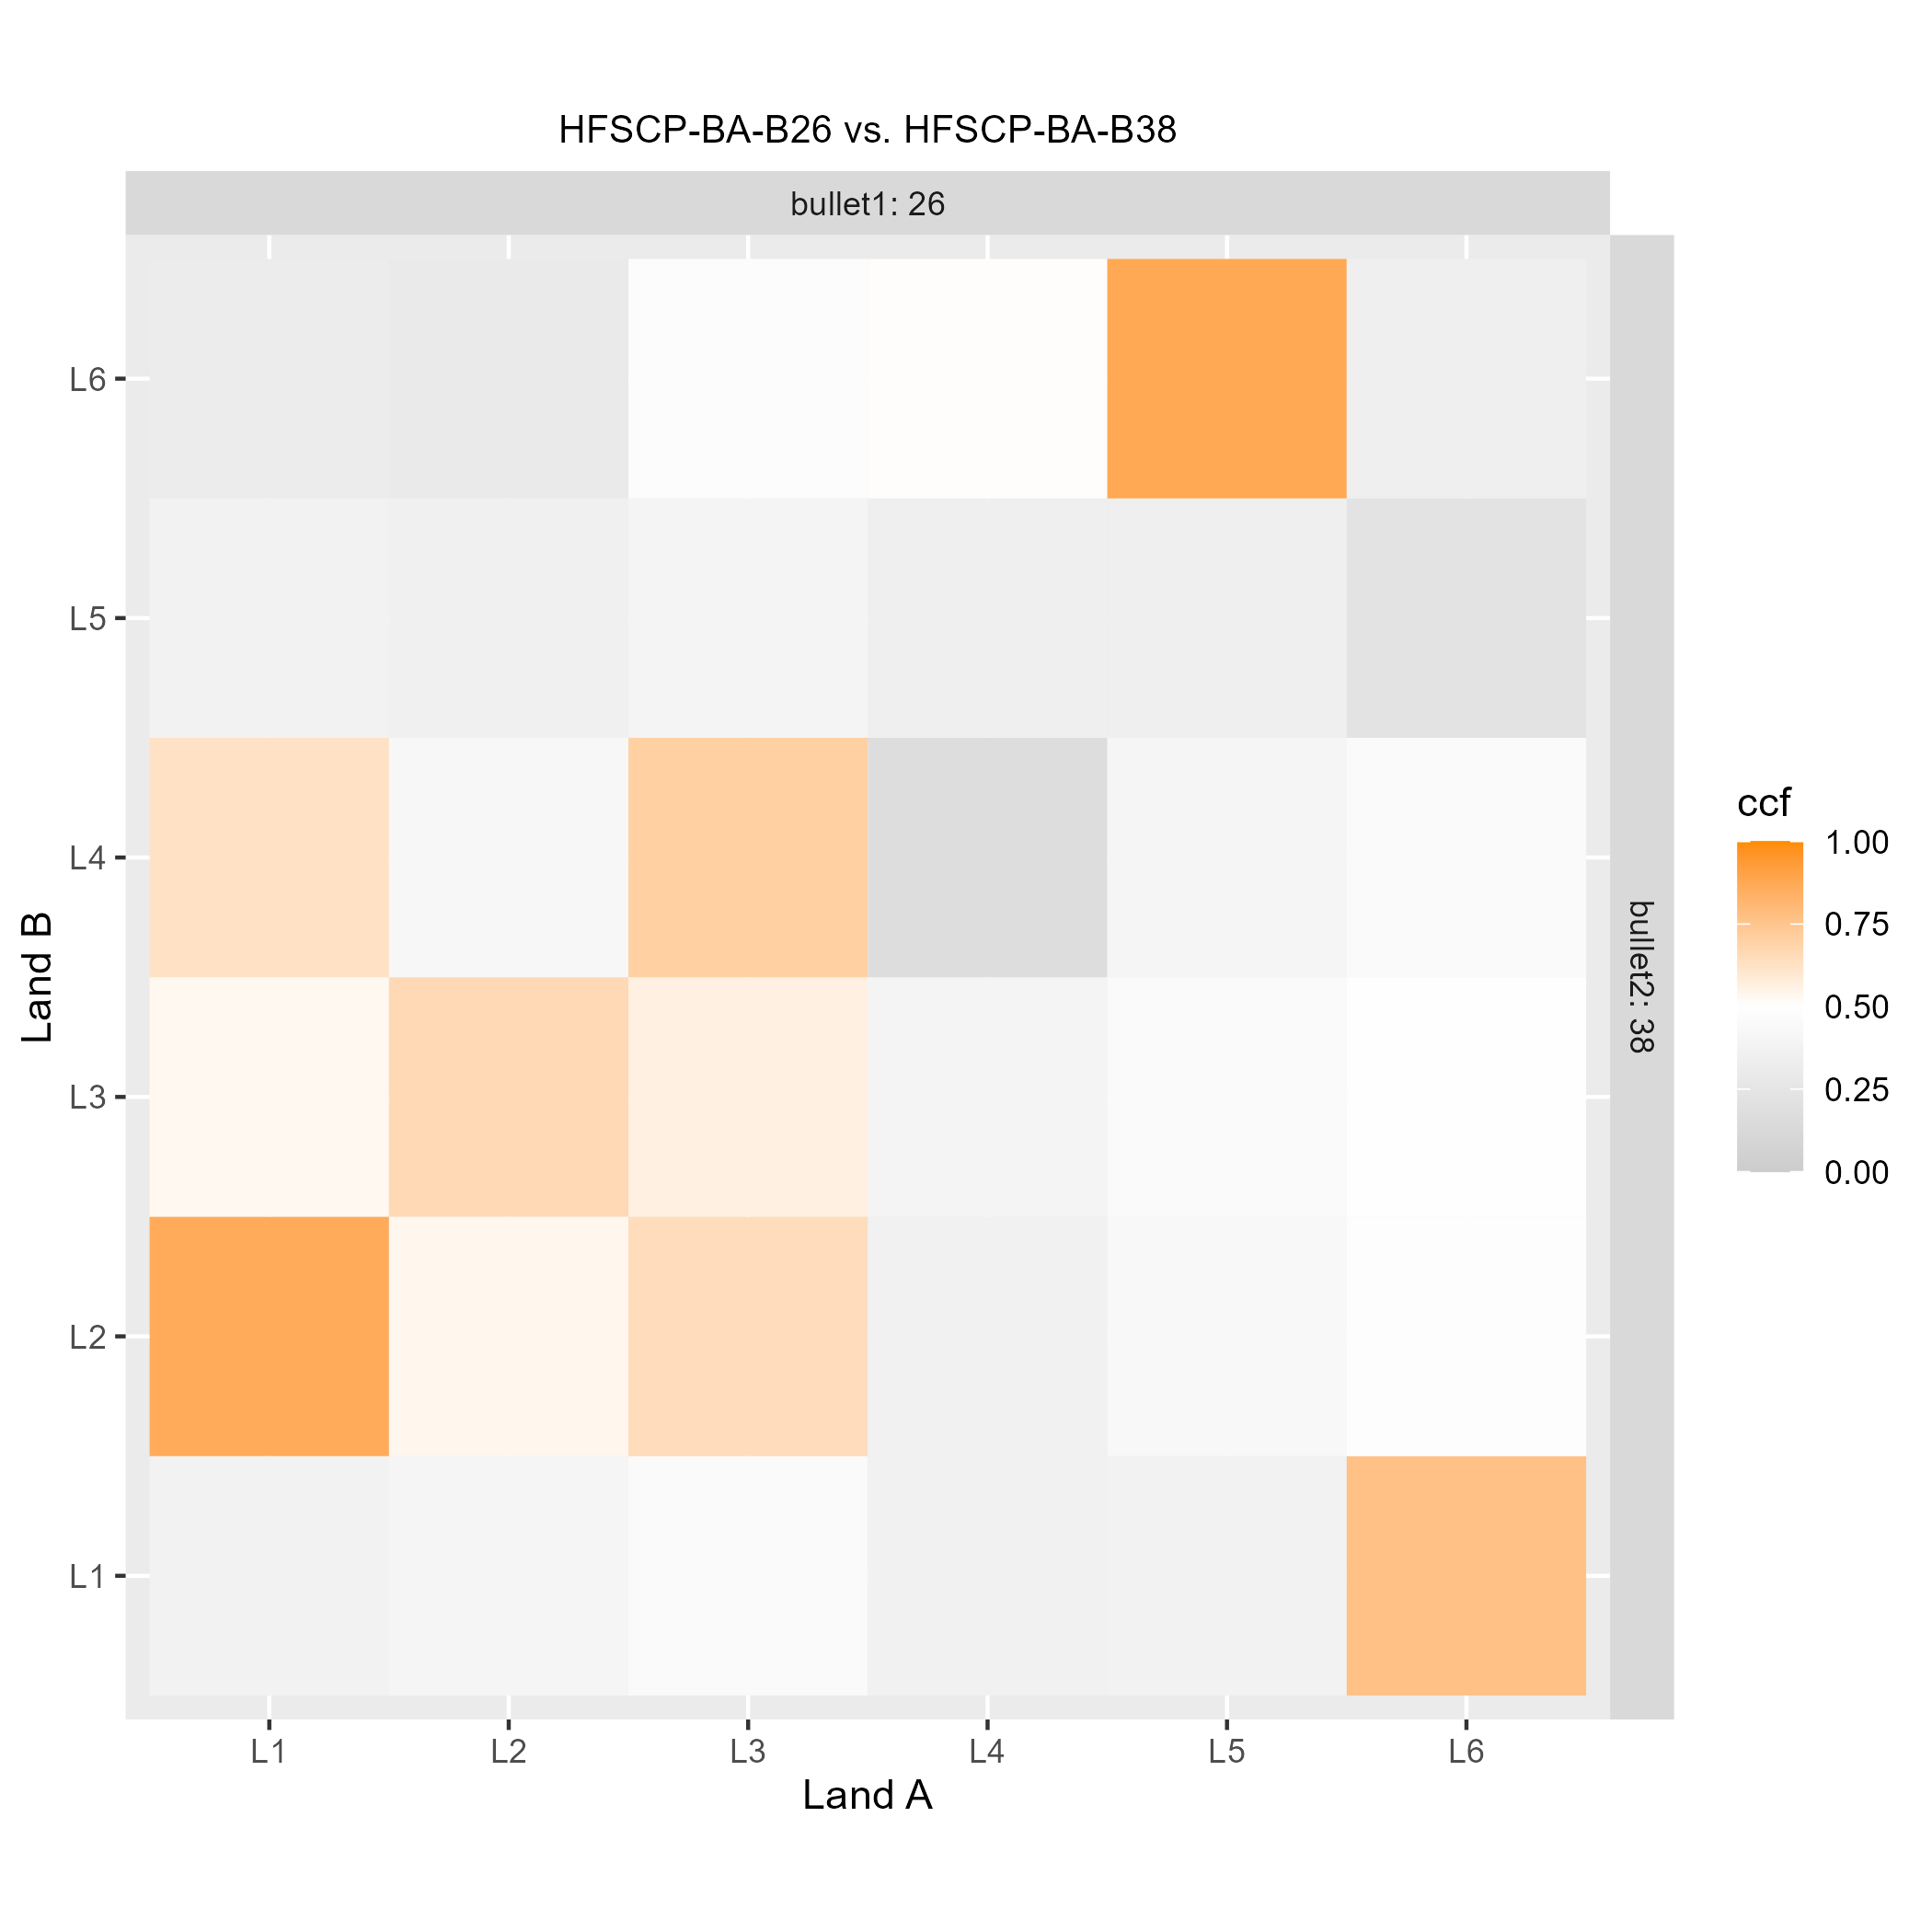 HFSCP-BA-B26 vs. HFSCP-BA-B38
bullet1: 26
L6
L5
L4
L3
L2
L1
Land B
L1 L2 L3 L4 L5 L6
Land A
bullet2: 38
ccf
1.00
0.75
0.50
0.25
0.00